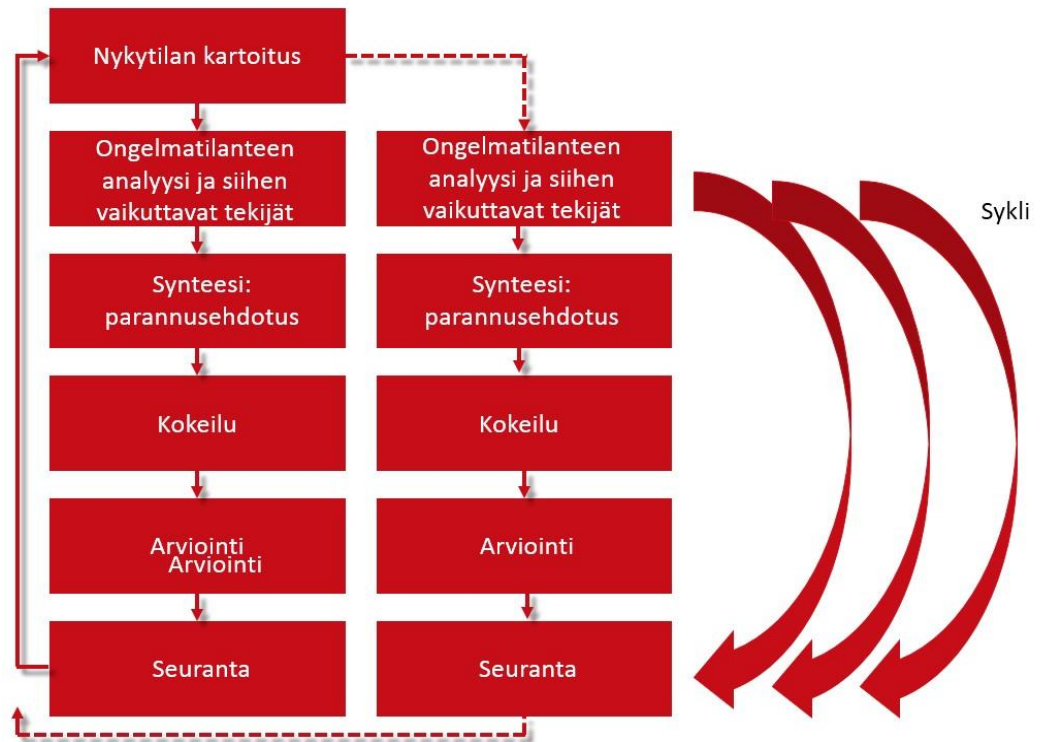 Nykytilan kartoitus
Ongelmatilanteen
analyysi ja siihen
vaikuttavat tekijät
Synteesi:
parannusehdotus
Kokeilu
Arviointi
Arviointi
Seuranta
Ongelmatilanteen
analyysi ja siihen
vaikuttavat tekijät
Synteesi:
parannusehdotus
Kokeilu
Arviointi
Seuranta
Sykli